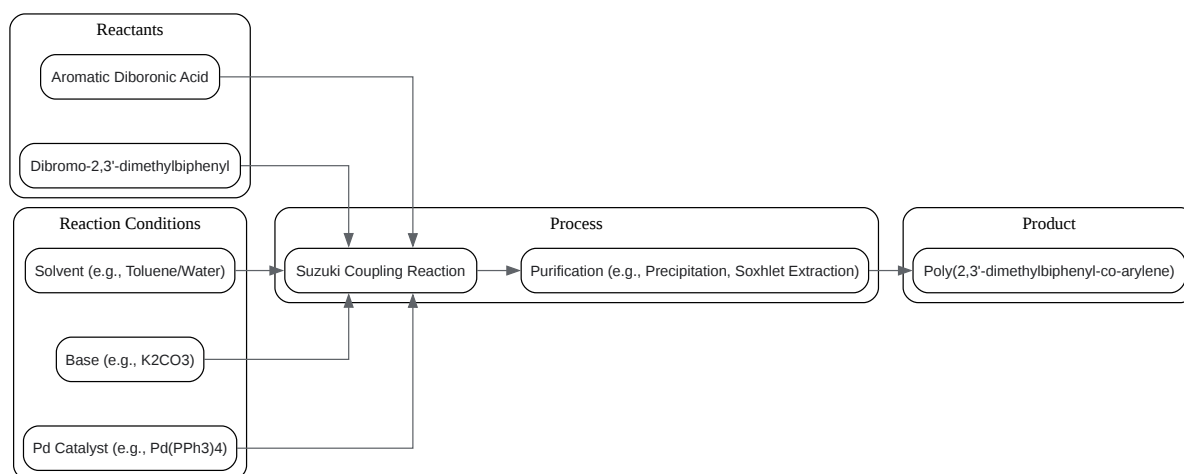 Reactants
Aromatic Diboronic Acid
Dibromo-2,3'-dimethylbiphenyl
Reaction Conditions
Solvent (e.g., Toluene/Water)
Base (e.g., K2CO3)
Pd Catalyst (e.g., Pd(PPh3)4)
Process
Suzuki Coupling Reaction
Purification (e.g., Precipitation, Soxhlet Extraction)
Product
Poly(2,3'-dimethylbiphenyl-co-arylene)